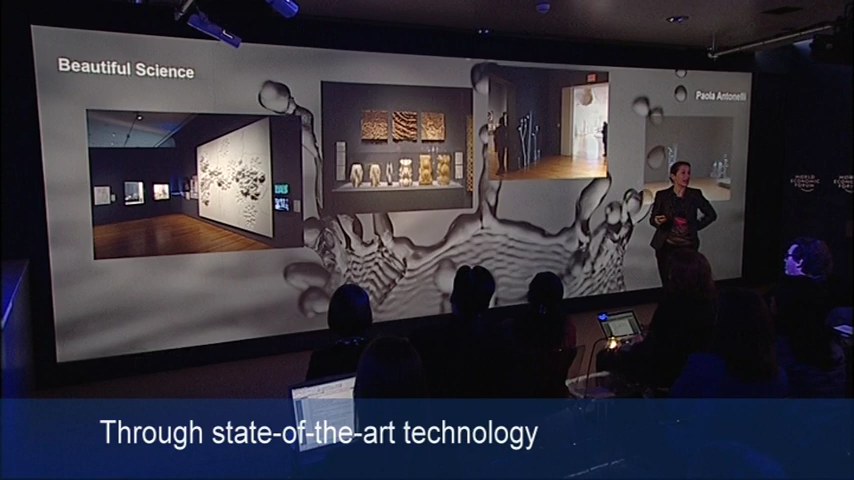 Beautiful Science
Paola Antonelli
WORLD
ECONOMIC
FORUM
WORLD
ECONOMIC
FORUM
Through state-of-the-art technology